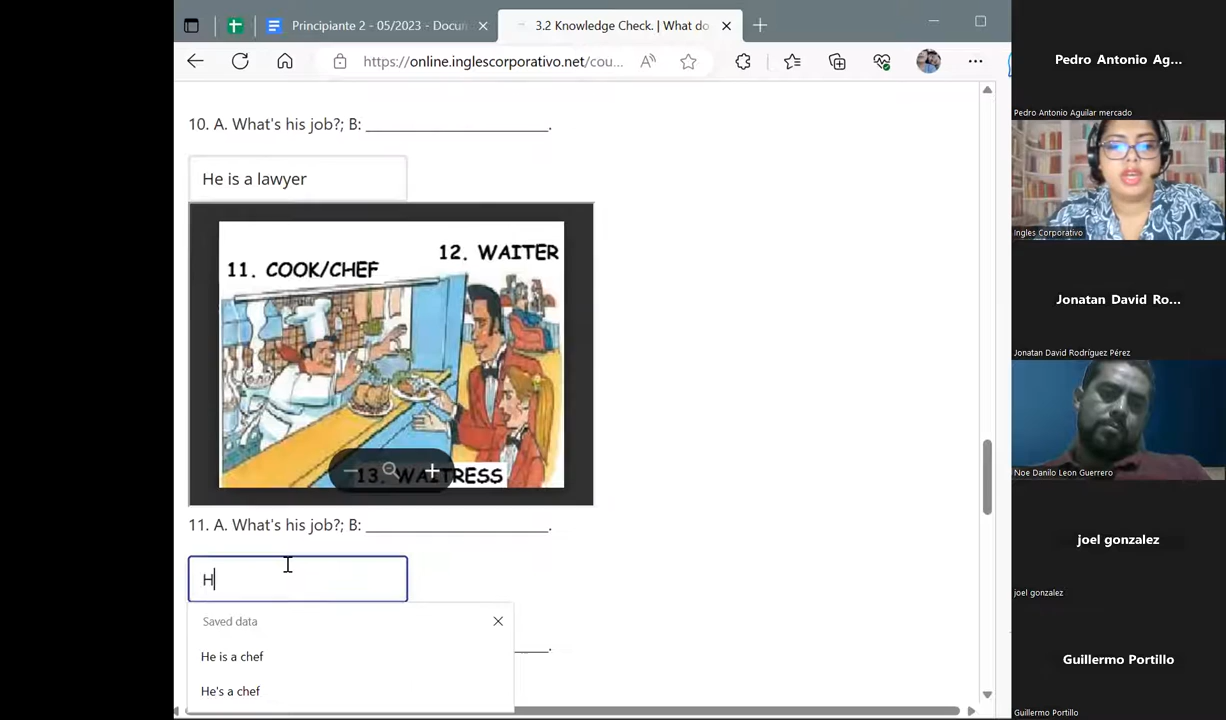 Principiante 2 - 05/2023 - Docun
3.2 Knowledge Check. | What do
https://online.inglescorporativo.net/cou...
10. A. What's his job?; B: ______________________.
He is a lawyer
11. COOK/CHEF
12. WAITER
13. WAITRESS
11. A. What's his job?; B: ______________________.
H
Saved data
He is a chef
He's a chef
Pedro Antonio Ag...
Pedro Antonio Aguilar mercado
Ingles Corporativo
Jonatan David Ro...
Jonatan David Rodríguez Pérez
Noe Danilo Leon Guerrero
joel gonzalez
joel gonzalez
Guillermo Portillo
Guillermo Portillo